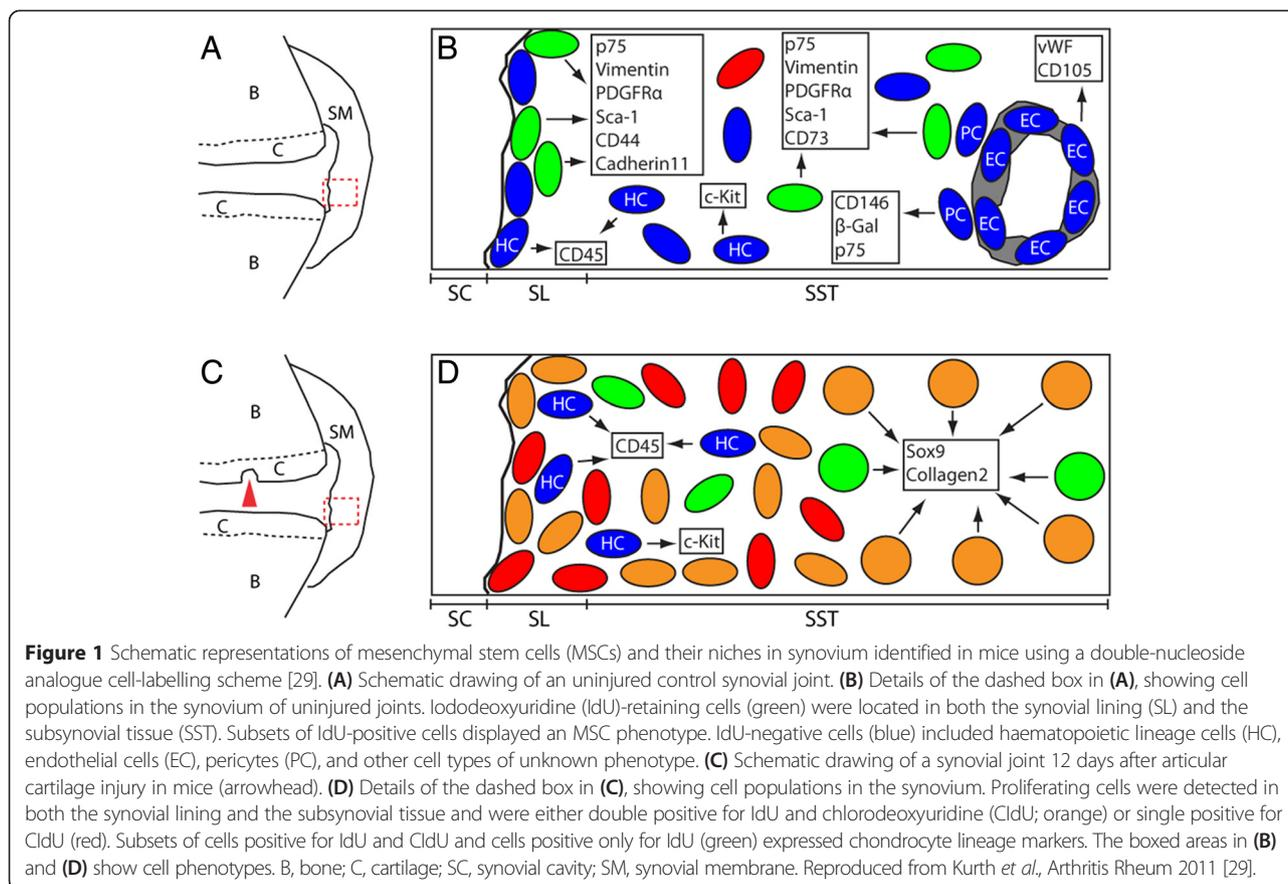 A
B
SM
C
C
B
B
p75
Vimentin
PDGFRα
Sca-1
CD44
Cadherin11
p75
Vimentin
PDGFRα
Sca-1
CD73
vWF
CD105
EC
PC
EC
EC
HC
c-Kit
CD146
β-Gal
p75
PC
EC
EC
HC
CD45
HC
EC
SC
SL
SST
C
B
SM
C
C
B
D
HC
CD45
HC
Sox9
Collagen2
HC
HC
c-Kit
SC
SL
SST
Figure 1 Schematic representations of mesenchymal stem cells (MSCs) and their niches in synovium identified in mice using a double-nucleoside
analogue cell-labelling scheme [29]. (A) Schematic drawing of an uninjured control synovial joint. (B) Details of the dashed box in (A), showing cell
populations in the synovium of uninjured joints. Iododeoxyuridine (IdU)-retaining cells (green) were located in both the synovial lining (SL) and the
subsynovial tissue (SST). Subsets of IdU-positive cells displayed an MSC phenotype. IdU-negative cells (blue) included haematopoietic lineage cells (HC),
endothelial cells (EC), pericytes (PC), and other cell types of unknown phenotype. (C) Schematic drawing of a synovial joint 12 days after articular
cartilage injury in mice (arrowhead). (D) Details of the dashed box in (C), showing cell populations in the synovium. Proliferating cells were detected in
both the synovial lining and the subsynovial tissue and were either double positive for IdU and chlorodeoxyuridine (CldU; orange) or single positive for
CldU (red). Subsets of cells positive for IdU and CldU and cells positive only for IdU (green) expressed chondrocyte lineage markers. The boxed areas in (B)
and (D) show cell phenotypes. B, bone; C, cartilage; SC, synovial cavity; SM, synovial membrane. Reproduced from Kurth et al., Arthritis Rheum 2011 [29].